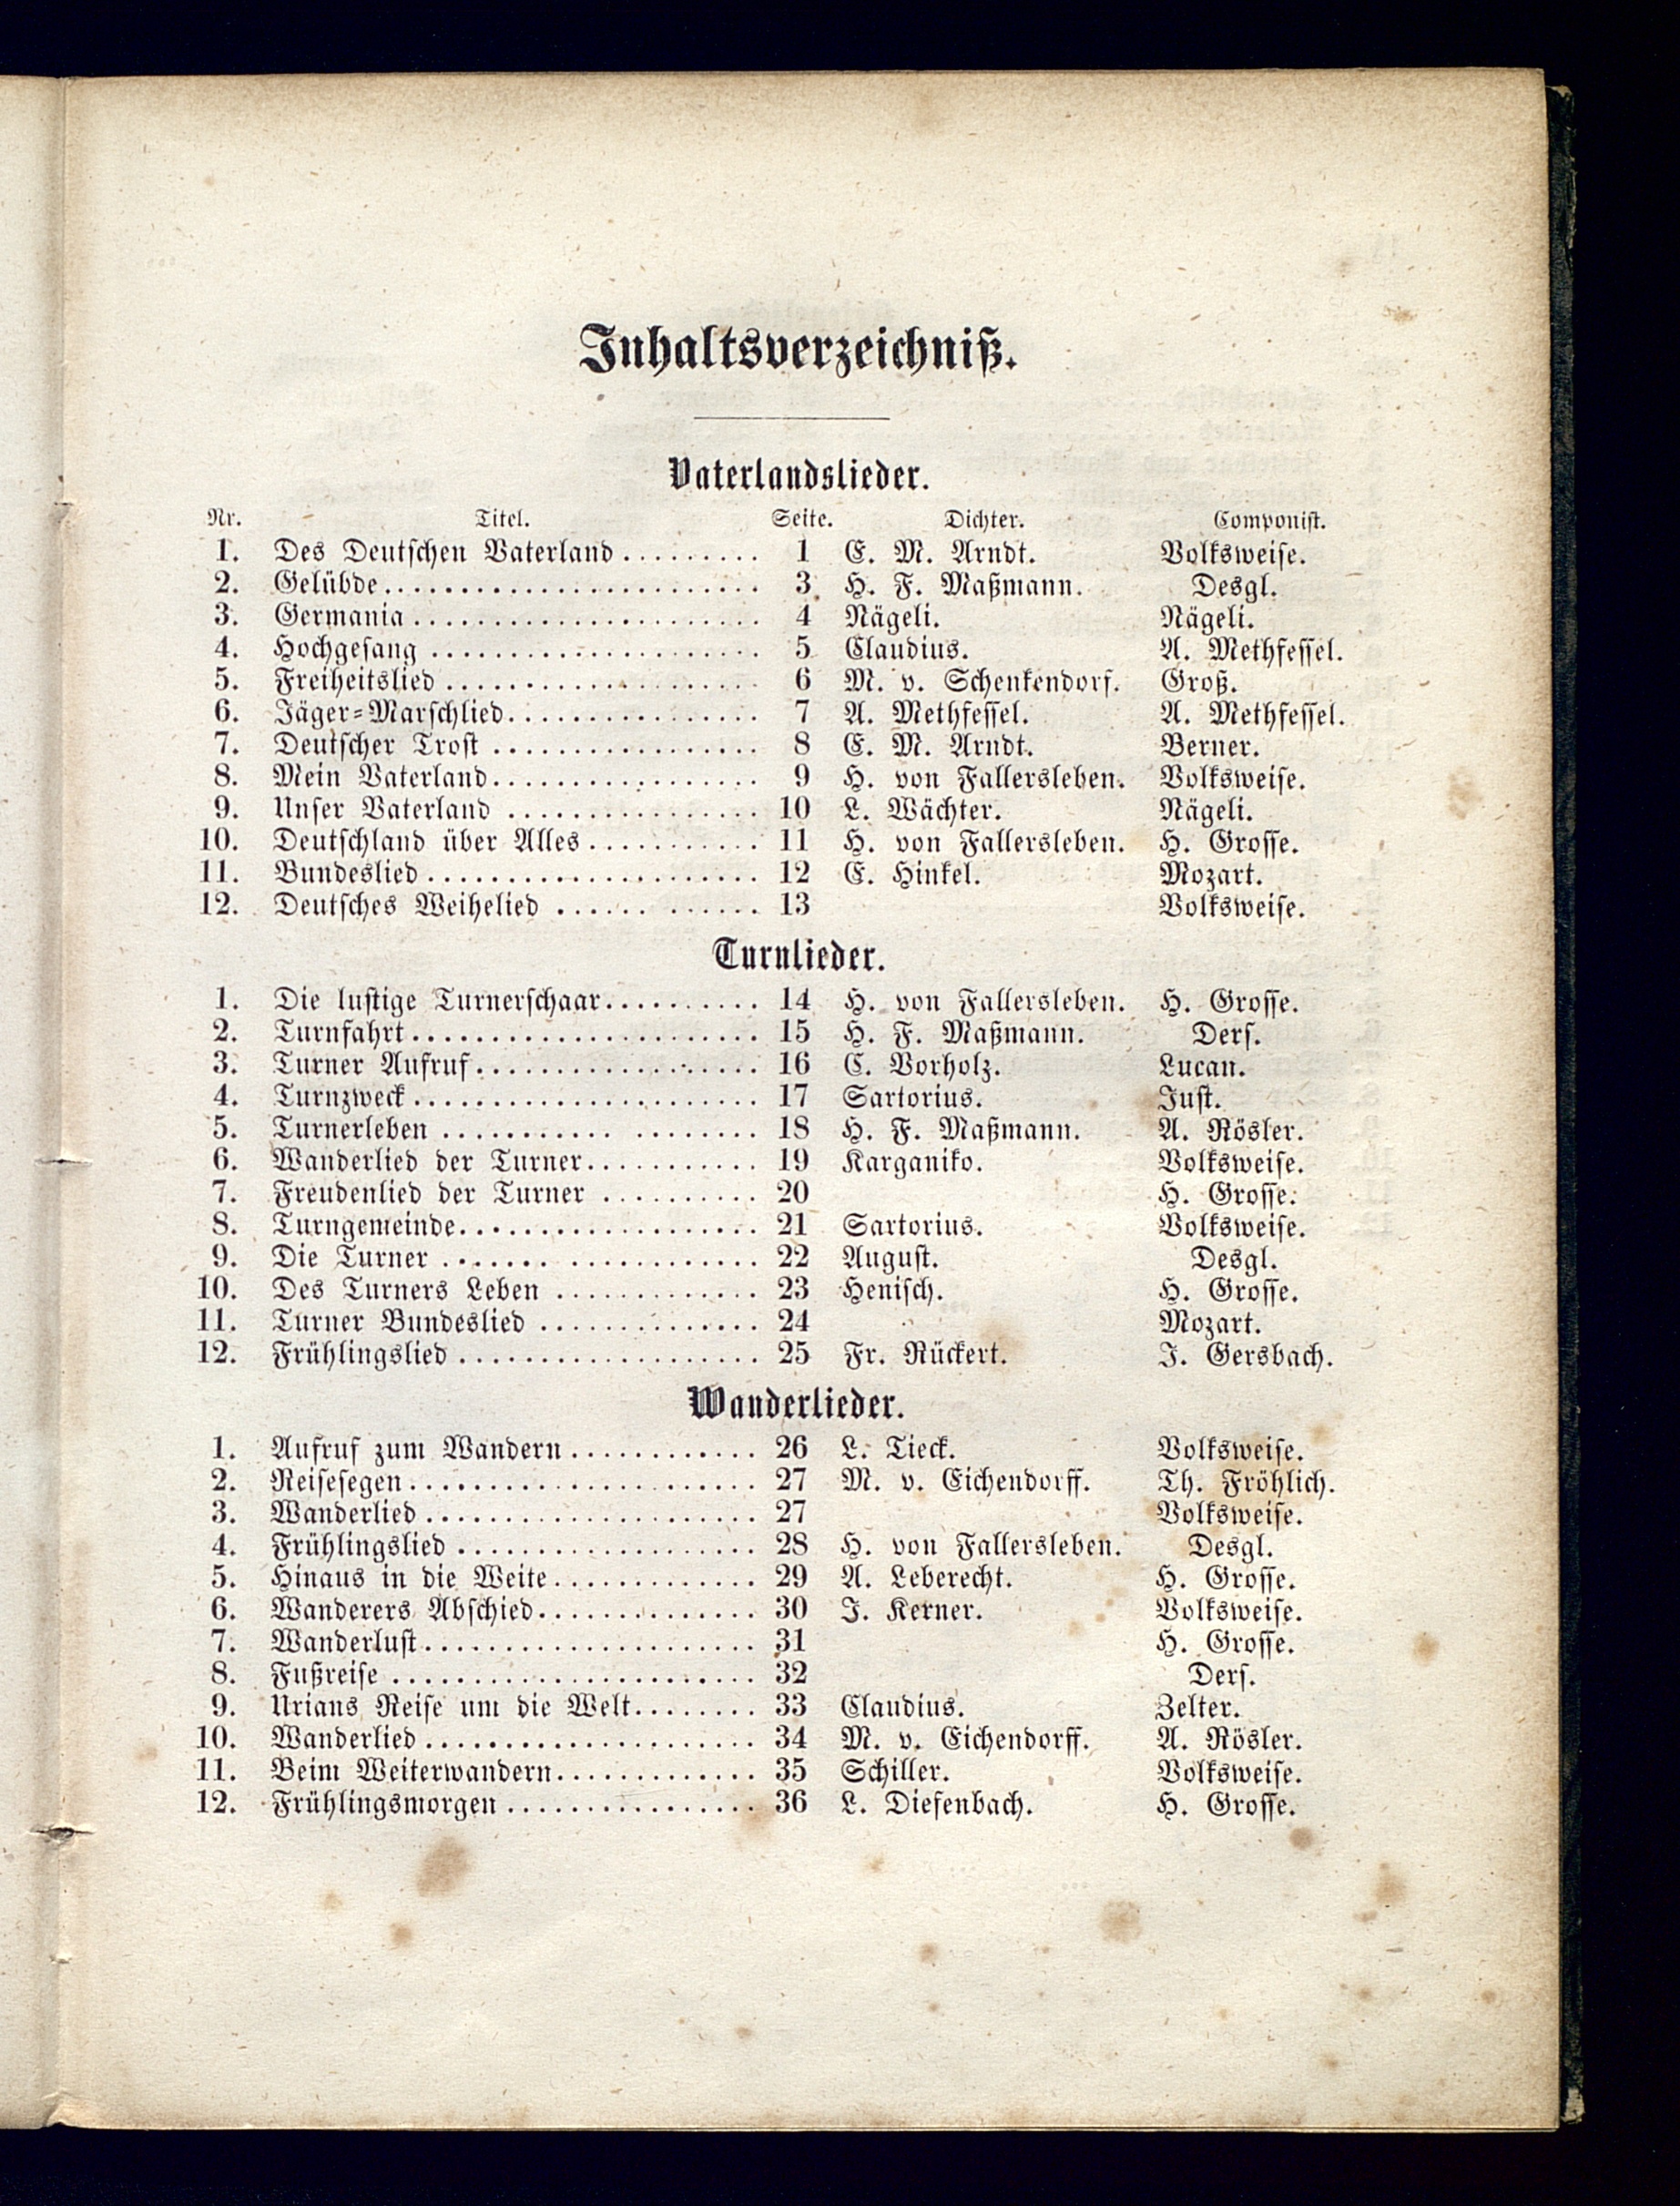 Inhaltsverzeichniß.
Vaterlandslieder.
Nr. Titel. Seite. Dichter. Componist.
1. Des Deutschen Vaterland ......... 1 E. M. Arndt. Volksweise.
2. Gelübde........................ 3 H. F. Maßmann. Desgl.
3. Germania ...................... 4 Nägeli. Nägeli.
4. Hochgesang ..................... 5 Claudius. A. Methfessel.
5. Freiheitslied .................... 6 M. v. Schenkendorf. Groß.
6. Jäger=Marschlied................ 7 A. Methfessel. A. Methfessel.
7. Deutscher Trost ................. 8 E. M. Arndt. Berner.
8. Mein Vaterland................. 9 H. von Fallersleben. Volksweise.
9. Unser Vaterland ................ 10 L. Wächter. Nägeli.
10. Deutschland über Alles........... 11 H. von Fallersleben. H. Grosse.
11. Bundeslied ..................... 12 E. Hinkel. Mozart.
12. Deutsches Weihelied ...... ...... 13 Volksweise.
Turnlieder.
1. Die lustige Turnerschaar.......... 14 H. von Fallersleben. H. Grosse.
2. Turnfahrt...................... 15 H. F. Maßmann. Ders.
3. Turner Aufruf.................. 16 C. Vorholz. Lucan.
4. Turnzweck ...................... 17 Sartorius. Just.
5. Turnerleben ........... ........ 18 H. F. Maßmann. A. Rösler.
6. Wanderlied der Turner........... 19 Karganiko. Volksweise.
7. Freudenlied der Turner .......... 20 H. Grosse.
8. Turngemeinde................... 21 Sartorius. Volksweise.
9. Die Turner ....... ............ 22 August. Desgl.
10. Des Turners Leben ............. 23 Henisch. H. Grosse.
11. Turner Bundeslied .............. 24 Mozart.
12. Frühlingslied ................... 25 Fr. Rückert. J. Gersbach.
Wanderlieder.
1. Aufruf zum Wandern ............ 26 L. Tieck. Volksweise.
2. Reisesegen...................... 27 M. v. Eichendorff. Th. Fröhlich.
3. Wanderlied ..................... 27 Volksweise.
4. Frühlingslied ................... 28 H. von Fallersleben. Desgl.
5. Hinaus in die Weite............. 29 A. Leberecht. H. Grosse.
6. Wanderers Abschied.............. 30 J. Kerner. Volksweise.
7. Wanderlust..................... 31 H. Grosse.
8. Fußreise ....................... 32 Ders.
9. Urians Reise um die Welt........ 33 Claudius. Zelter.
10. Wanderlied ..................... 34 M. v. Eichendorff. A. Rösler.
11. Beim Weiterwandern............. 35 Schiller. Volksweise.
12. Frühlingsmorgen ................ 36 L. Diefenbach. H. Grosse.